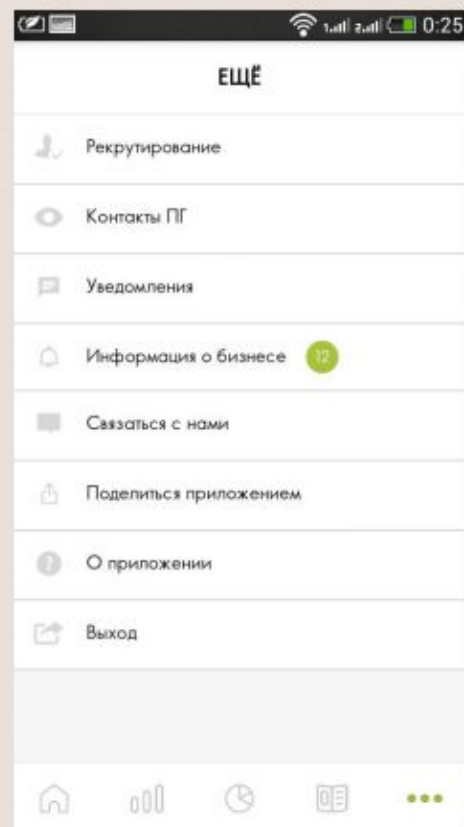 0:25
ЕЩЁ
Рекрутирование
Контакты ПГ
Уведомления
Информация о бизнесе 12
Связаться с нами
Поделиться приложением
О приложении
Выход